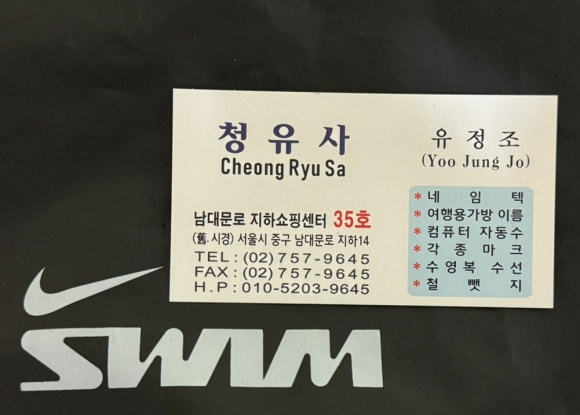 청유사
Cheong Ryu Sa
남대문로 지하쇼핑센터 35호
(舊.시경) 서울시 중구 남대문로 지하14
TEL:(02)757-9645
FAX:(02)757-9645
H.P:010-5203-9645
유정조
(Yoo Jung Jo)
*네임텍
*여행용가방 이름
*컴퓨터 자동수
*각종마크
*수영복 수선
*철뺏지
SWIM